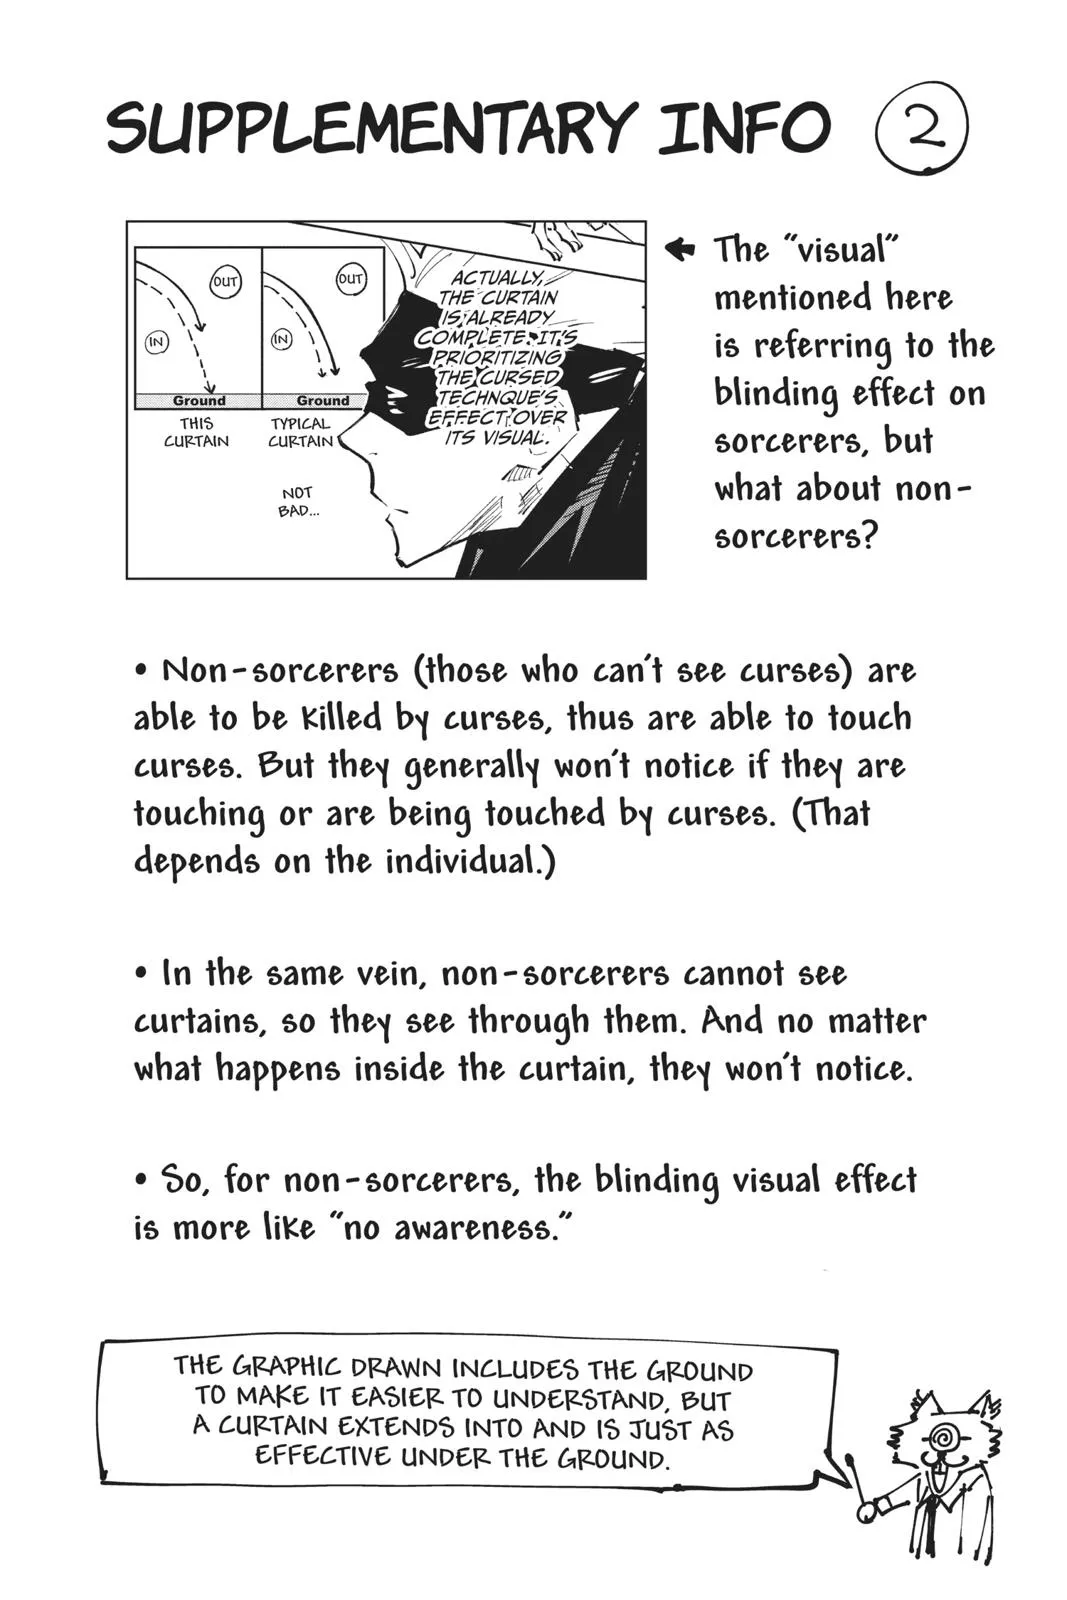 SUPPLEMENTARY INFO 2
OUT
OUT
IN
IN
Ground
Ground
THIS
CURTAIN
TYPICAL
CURTAIN
NOT
BAD...
ACTUALLY,
THE CURTAIN
IS ALREADY
COMPLETE. IT'S
PRIORITIZING
THE CURSED
TECHNQUE'S
EFFECT OVER
ITS VISUAL.
← The "visual"
mentioned here
is referring to the
blinding effect on
sorcerers, but
what about non-
sorcerers?
• Non-sorcerers (those who can't see curses) are
able to be killed by curses, thus are able to touch
curses. But they generally won't notice if they are
touching or are being touched by curses. (That
depends on the individual.)
• In the same vein, non-sorcerers cannot see
curtains, so they see through them. And no matter
what happens inside the curtain, they won't notice.
• So, for non-sorcerers, the blinding visual effect
is more like "no awareness."
THE GRAPHIC DRAWN INCLUDES THE GROUND
TO MAKE IT EASIER TO UNDERSTAND, BUT
A CURTAIN EXTENDS INTO AND IS JUST AS
EFFECTIVE UNDER THE GROUND.